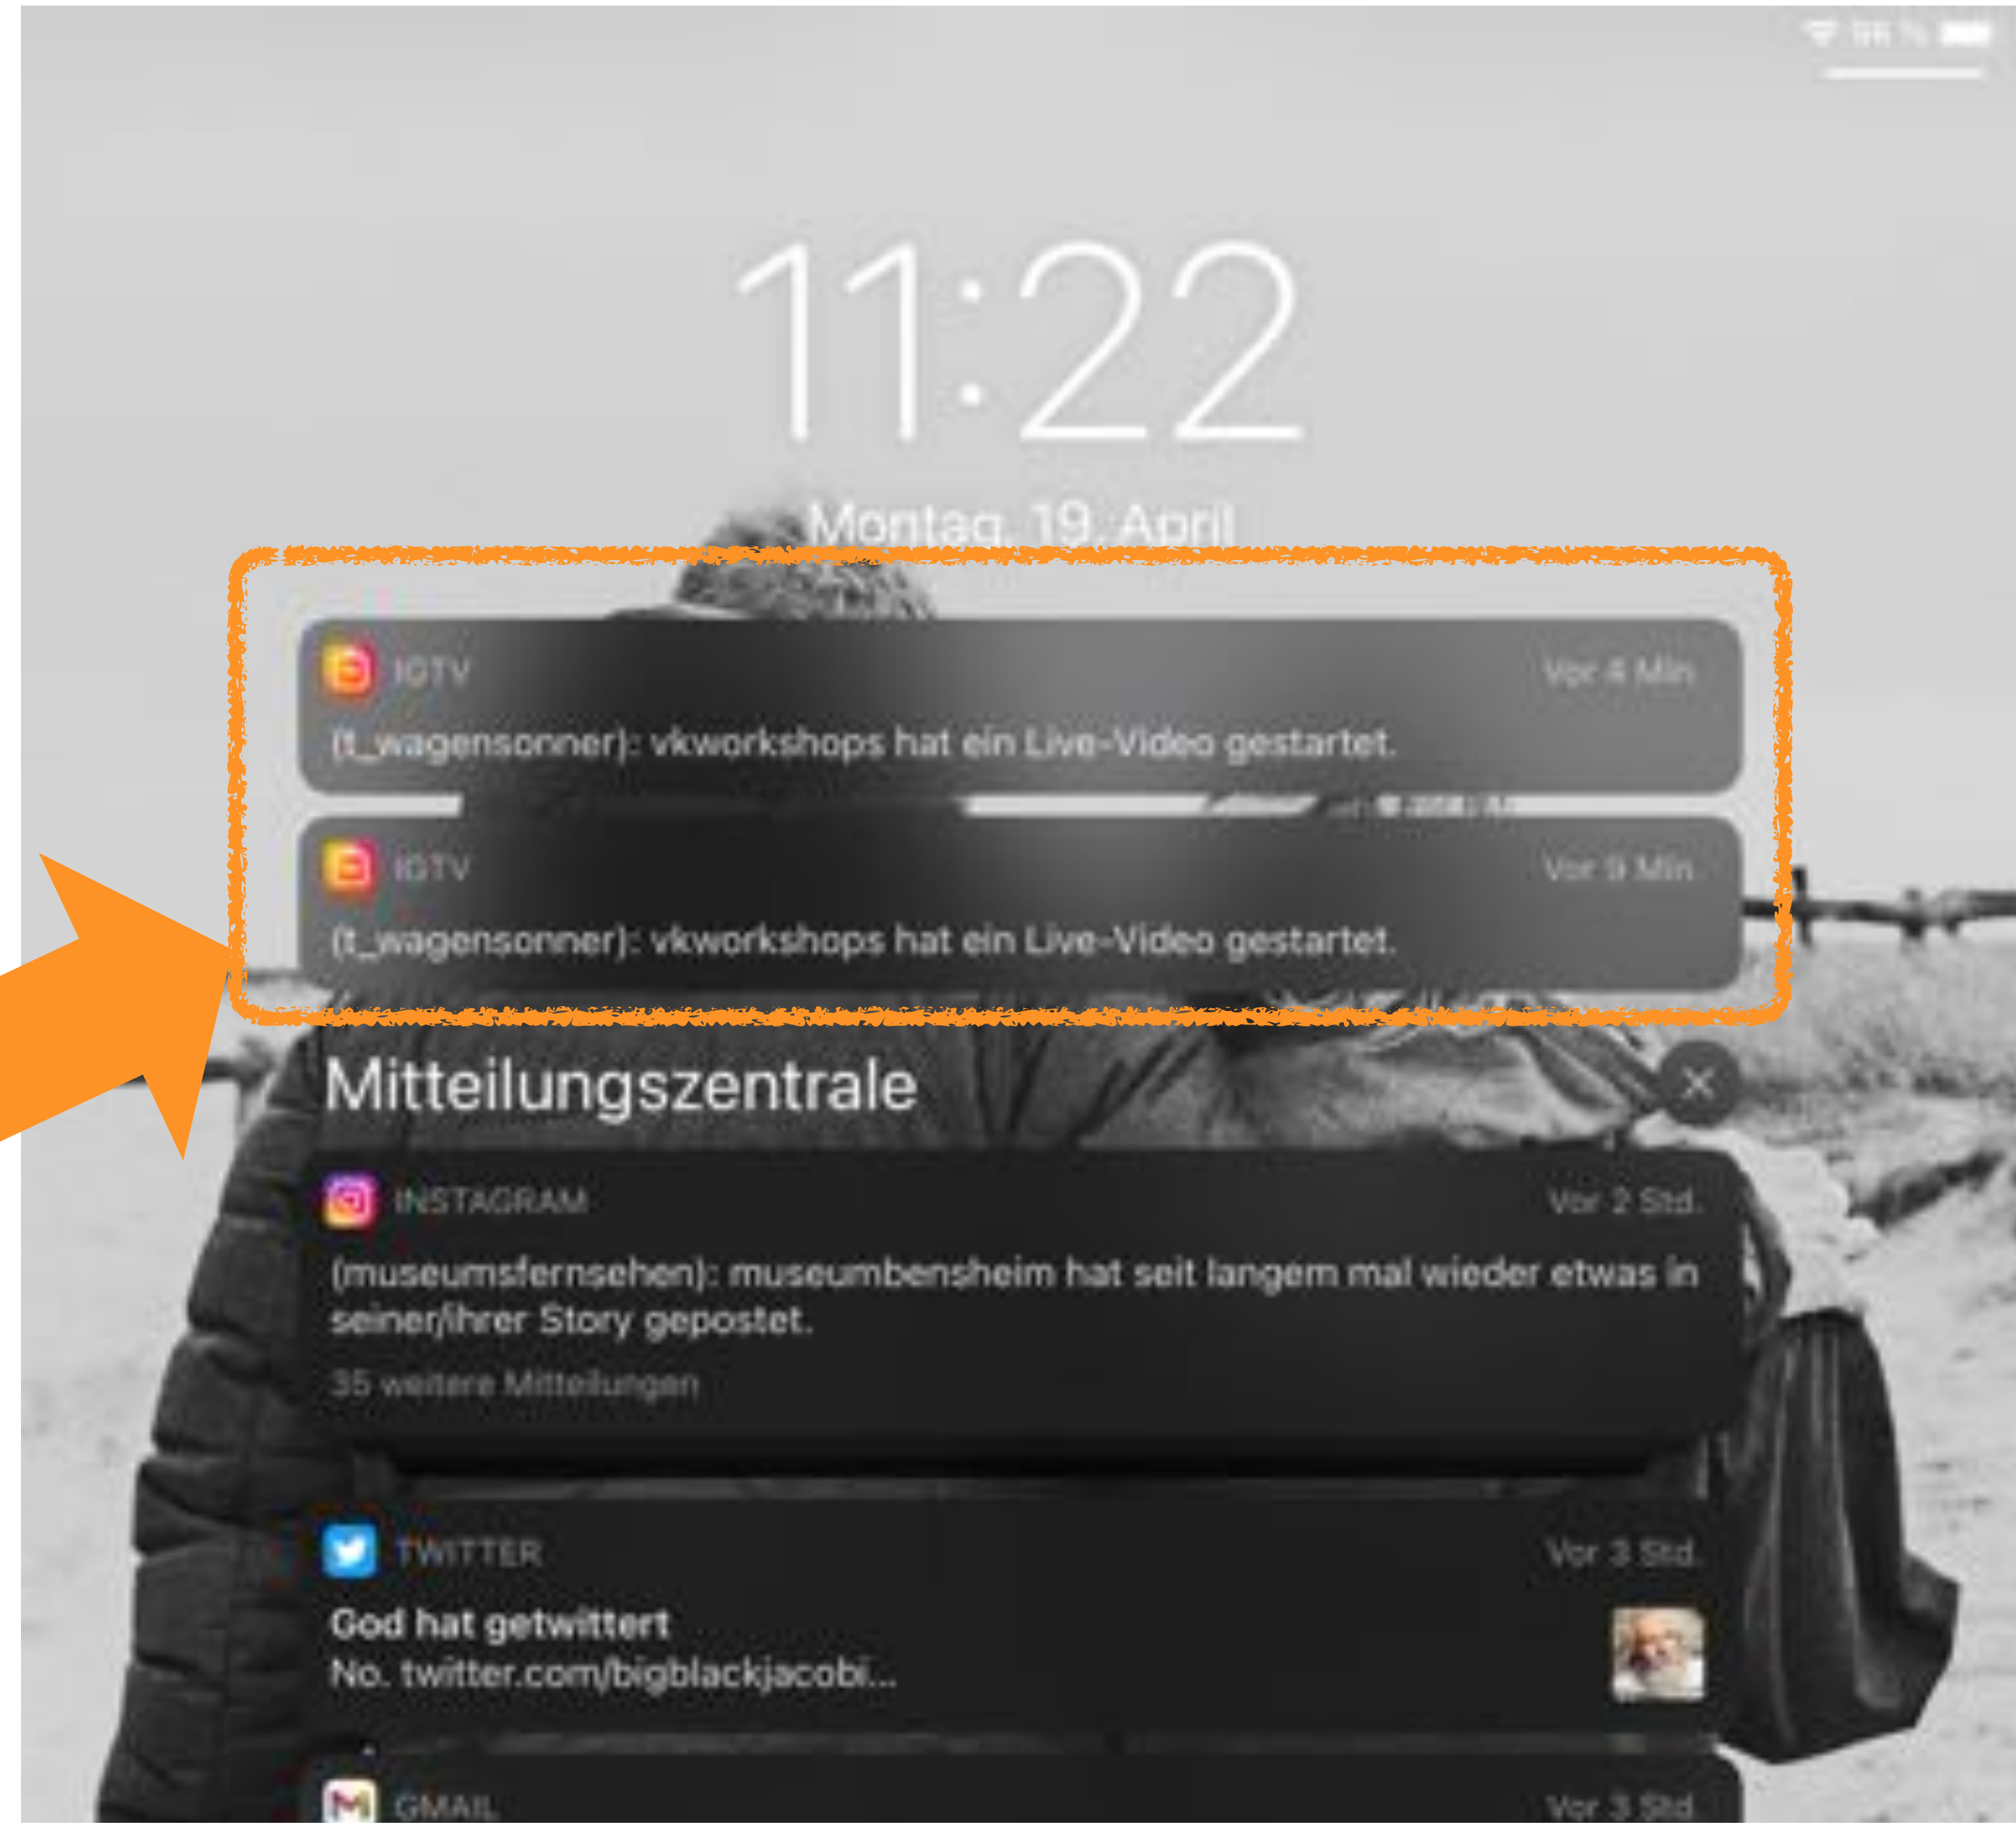 11:22
Montag, 19. April
IGTV
Vor 4 Min.
(t_wagensonner): vkworkshops hat ein Live-Video gestartet.
IGTV
Vor 9 Min.
(t_wagensonner): vkworkshops hat ein Live-Video gestartet.
Mitteilungszentrale
INSTAGRAM
Vor 2 Std.
(museumsfernsehen): museumbensheim hat seit langem mal wieder etwas in
seiner/ihrer Story gepostet.
35 weitere Mitteilungen
TWITTER
Vor 3 Std.
God hat getwittert
No. twitter.com/bigblackjacobi...
GMAIL
Vor 3 Std.